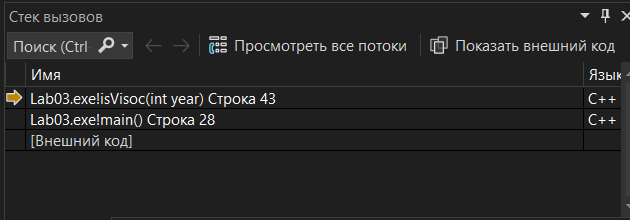 Стек вызовов
Поиск (Ctrl- Просмотреть все потоки Показать внешний код
Имя Язык
Lab03.exe!isVisoc(int year) Строка 43 C++
Lab03.exe!main() Строка 28 C++
[Внешний код]